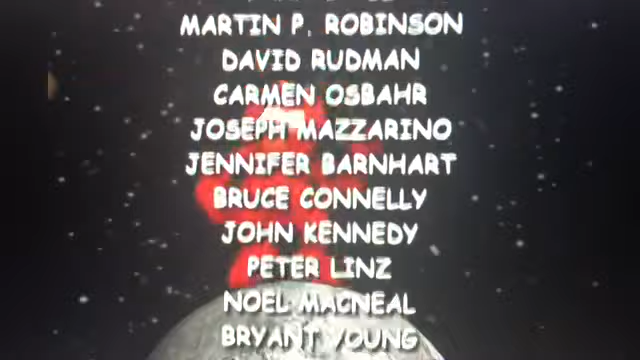 MARTIN P. ROBINSON
DAVID RUDMAN
CARMEN OSBAHR
JOSEPH MAZZARINO
JENNIFER BARNHART
BRUCE CONNELLY
JOHN KENNEDY
PETER LINZ
NOEL MACNEAL
BRYANT YOUNG